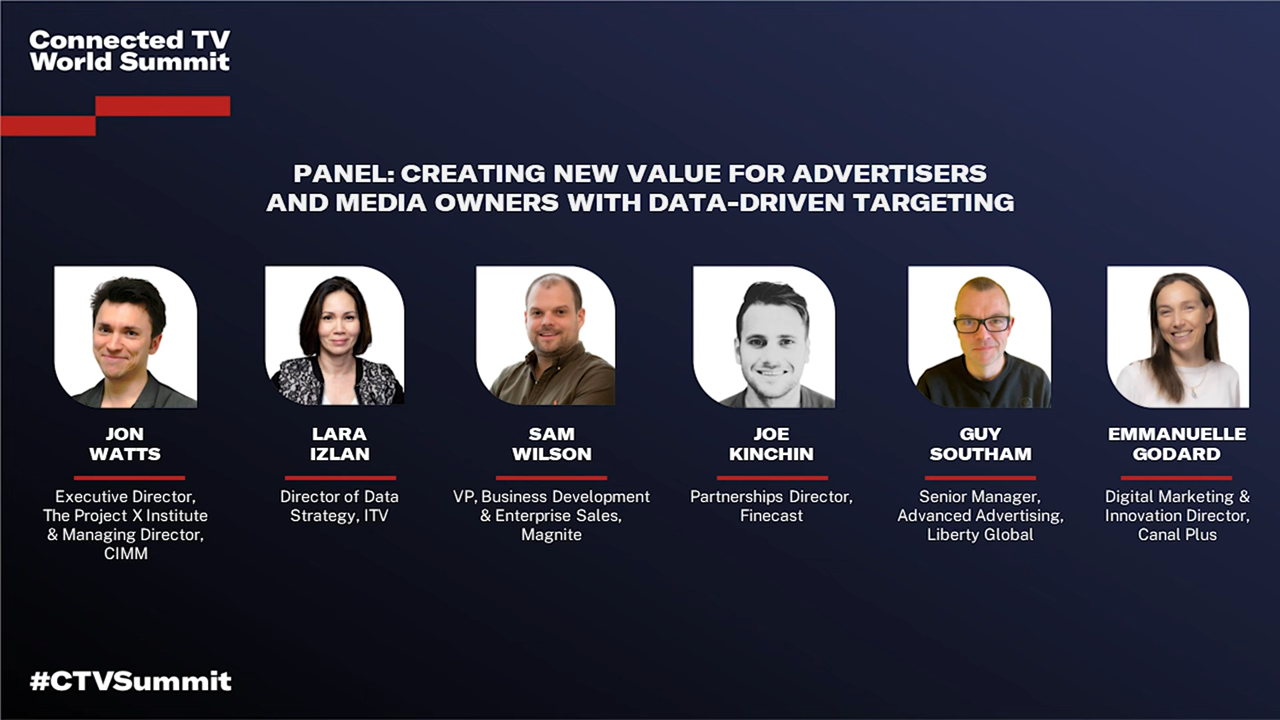 Connected TV
World Summit
PANEL: CREATING NEW VALUE FOR ADVERTISERS
AND MEDIA OWNERS WITH DATA-DRIVEN TARGETING
JON
WATTS
Executive Director,
The Project X Institute
& Managing Director,
CIMM
LARA
IZLAN
Director of Data
Strategy, ITV
SAM
WILSON
VP, Business Development
& Enterprise Sales,
Magnite
JOE
KINCHIN
Partnerships Director,
Finecast
GUY
SOUTHAM
Senior Manager,
Advanced Advertising,
Liberty Global
EMMANUELLE
GODARD
Digital Marketing &
Innovation Director,
Canal Plus
#CTVSummit